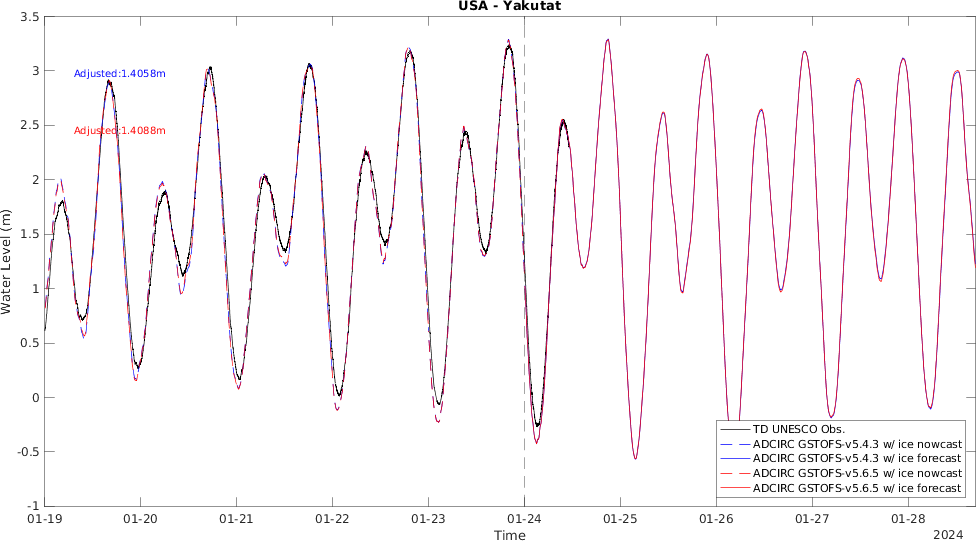 USA - Yakutat
3.5
3
2.5
2
1.5
1
0.5
0
-0.5
-1
Water Level (m)
Adjusted:1.4058m
Adjusted:1.4088m
TD UNESCO Obs.
ADCIRC GSTOFS-v5.4.3 w/ ice nowcast
ADCIRC GSTOFS-v5.4.3 w/ ice forecast
ADCIRC GSTOFS-v5.6.5 w/ ice nowcast
ADCIRC GSTOFS-v5.6.5 w/ ice forecast
01-19 01-20 01-21 01-22 01-23 01-24 01-25 01-26 01-27 01-28
Time
2024